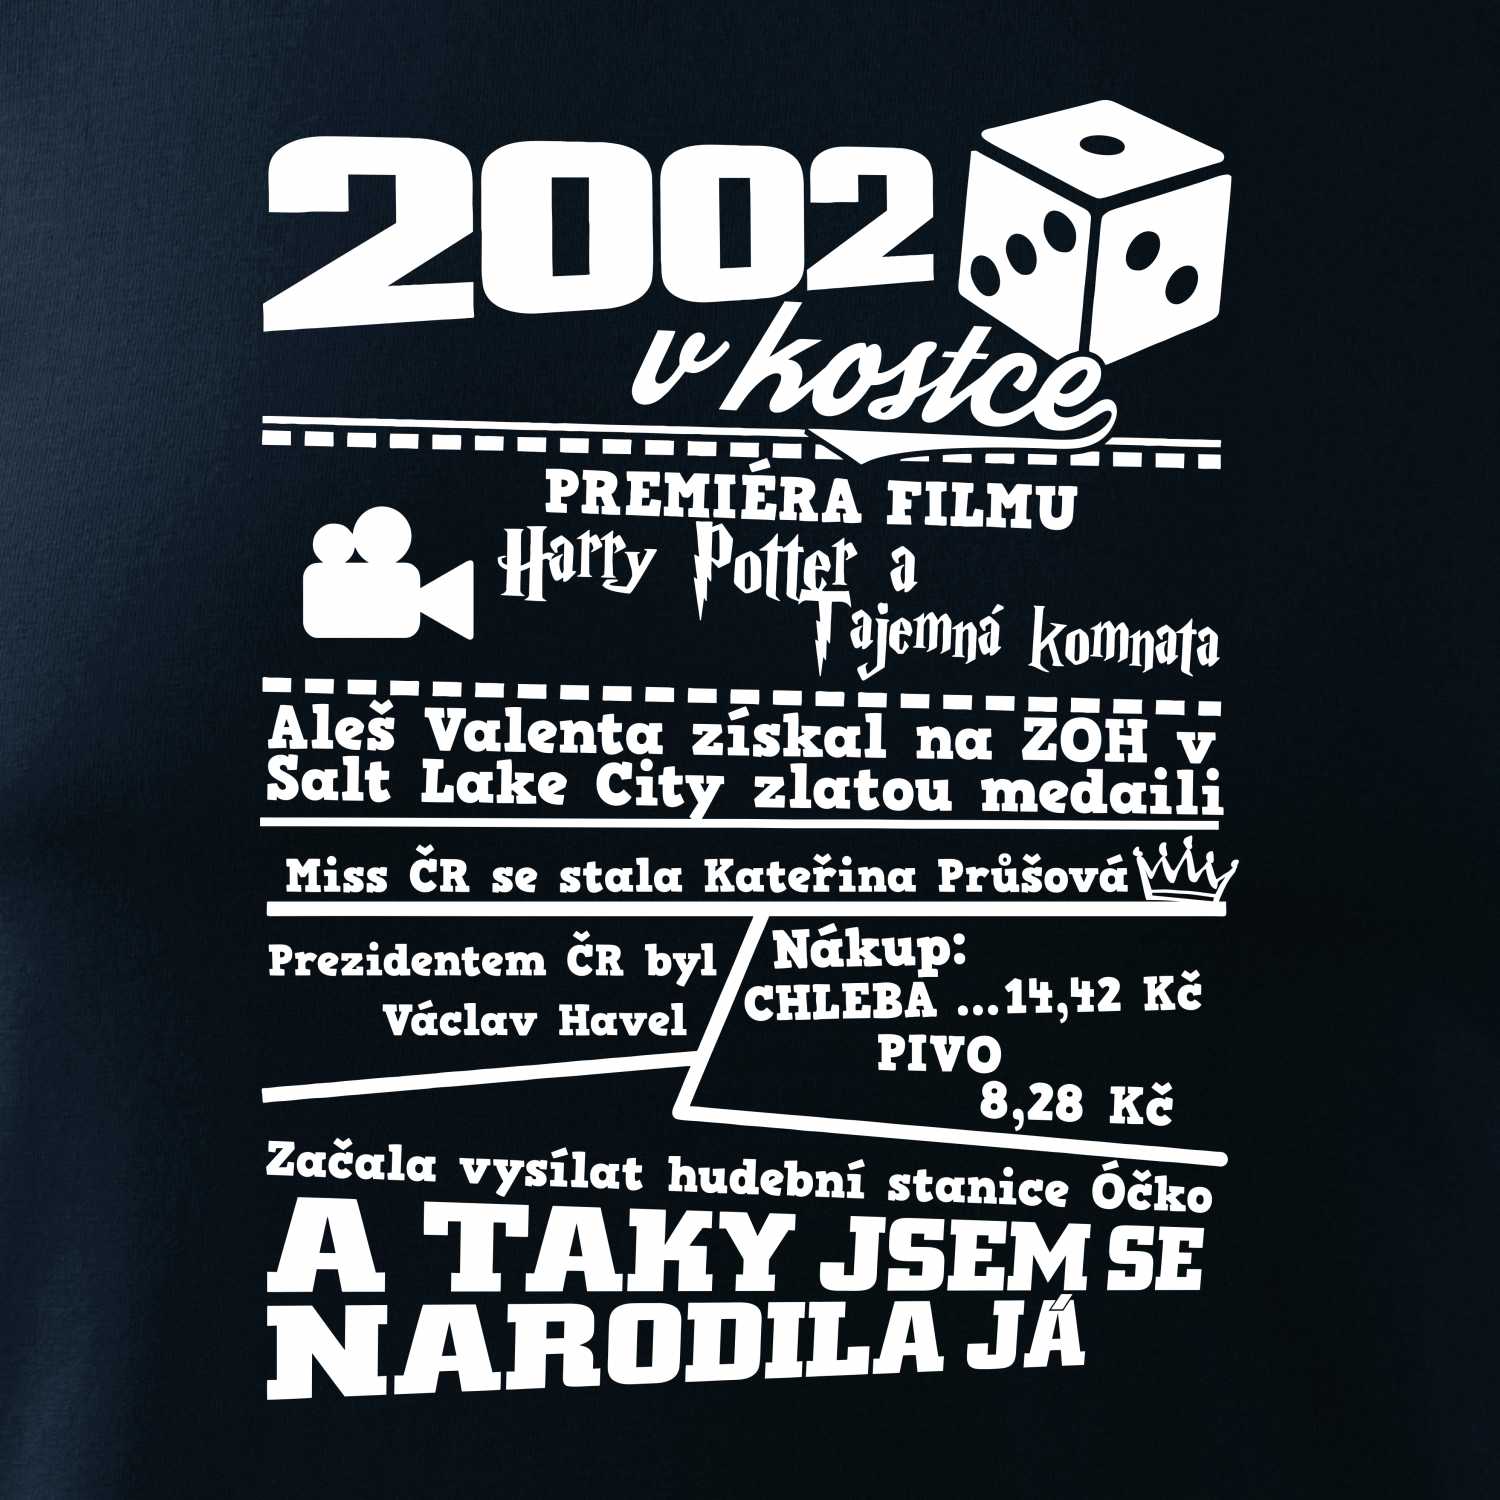 2002
v kostce
PREMIÉRA FILMU
Harry Potter a
Tajemná komnata
Aleš Valenta získal na ZOH v
Salt Lake City zlatou medaili
Miss ČR se stala Kateřina Průšová
Prezidentem ČR byl
Václav Havel
Nákup:
CHLEBA ...14,42 Kč
PIVO
8,28 Kč
Začala vysílat hudební stanice Óčko
A TAKY JSEM SE
NARODILA JÁ